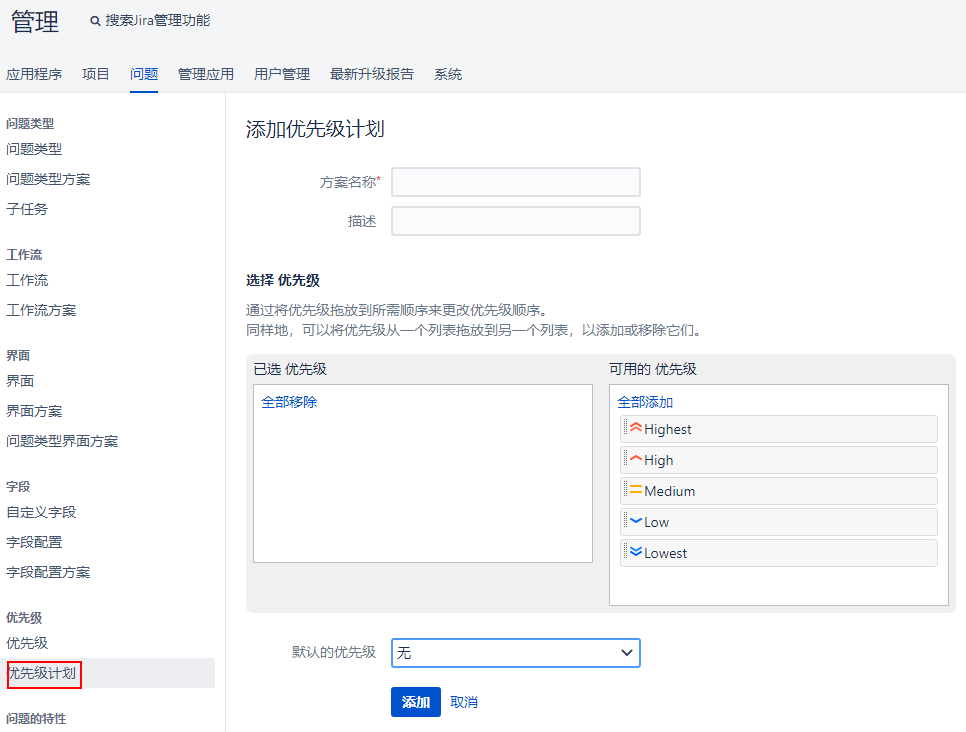 管理
搜索Jira管理功能
应用程序 项目 问题 管理应用 用户管理 最新升级报告 系统
问题类型
问题类型
问题类型方案
子任务
工作流
工作流
工作流方案
界面
界面
界面方案
问题类型界面方案
字段
自定义字段
字段配置
字段配置方案
优先级
优先级
优先级计划
问题的特性
添加优先级计划
方案名称*
描述
选择 优先级
通过将优先级拖放到所需顺序来更改优先级顺序。
同样地，可以将优先级从一个列表拖放到另一个列表，以添加或移除它们。
已选 优先级
全部移除
可用的 优先级
全部添加
Highest
High
Medium
Low
Lowest
默认的优先级 无
添加 取消